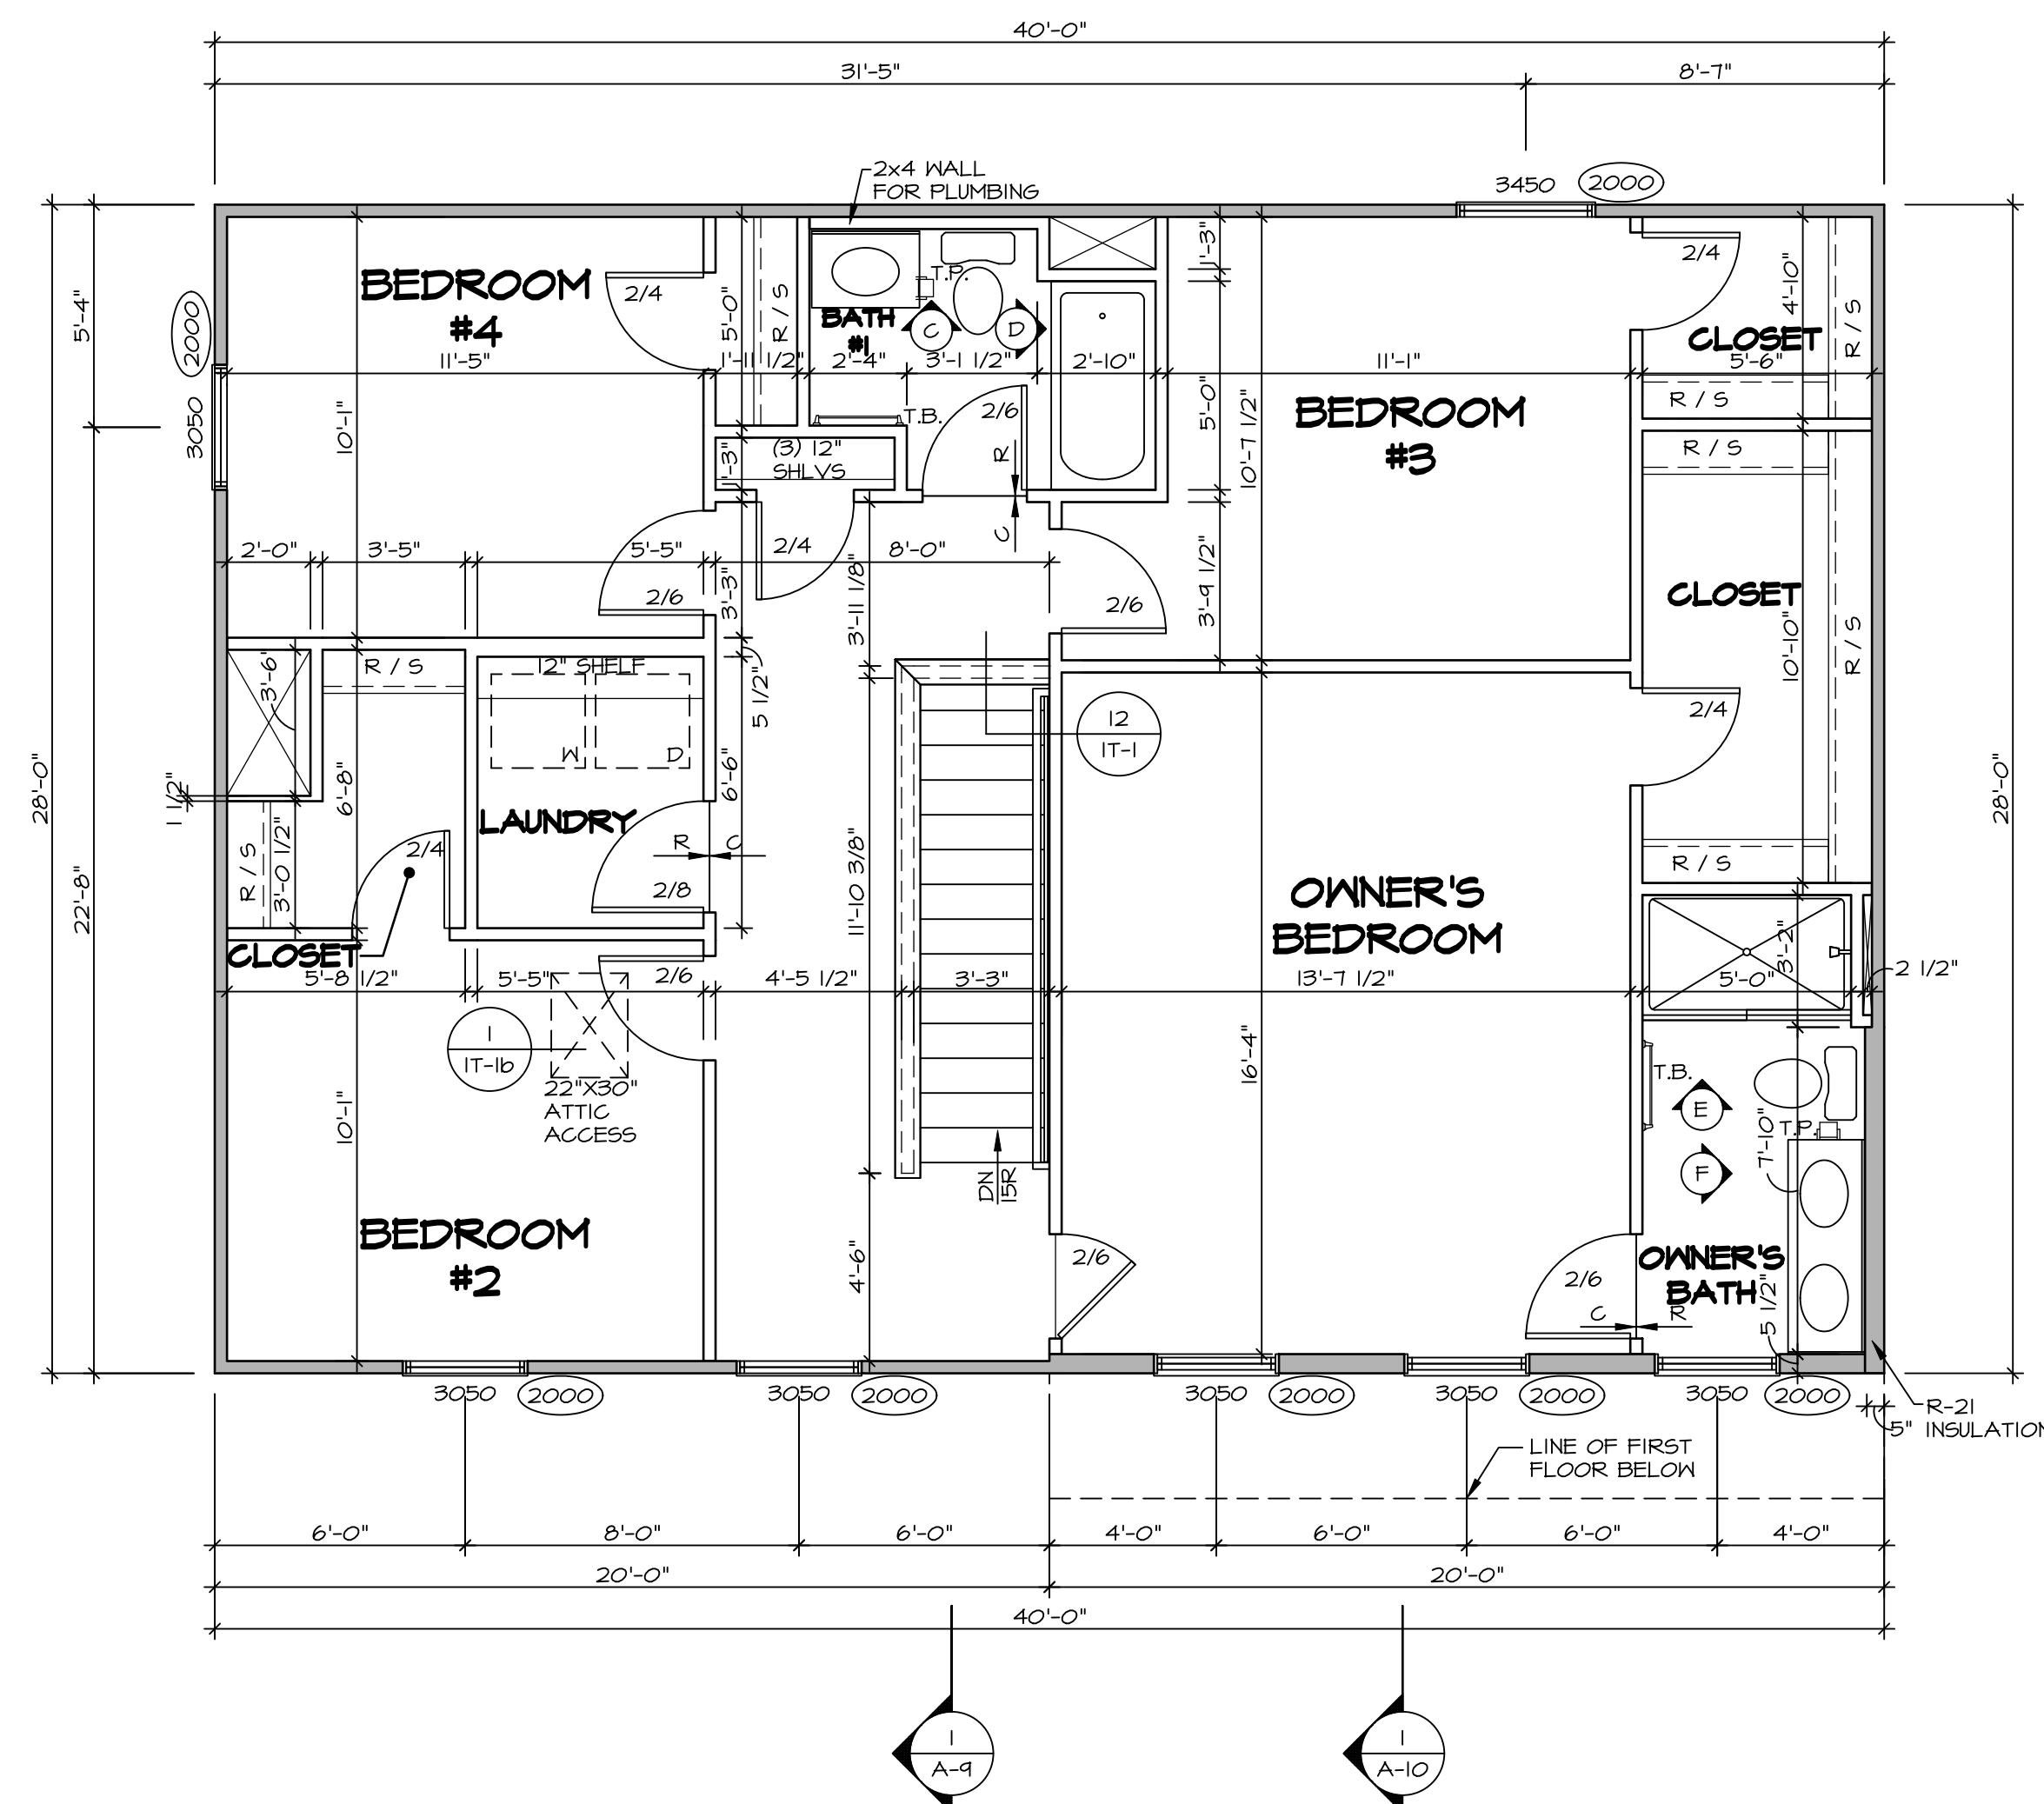 40'-0"
31'-5"
8'-7"
2x4 WALL
FOR PLUMBING
3450
2000
5'-4"
2000
3050
BEDROOM
#4
2/4
5'-0"
R / S
T.P.
BATH
#1
C
D
1'-3"
2/4
4'-10"
CLOSET
R / S
11'-5"
1'-11 1/2"
2'-4"
3'-1 1/2"
2'-10"
11'-1"
5'-6"
10'-1"
T.B.
2/6
5'-0"
10'-7 1/2"
BEDROOM
#3
R / S
R / S
1'-3"
(3) 12"
SHLVS
R
C
2'-0"
3'-5"
5'-5"
2/4
8'-0"
2/6
3'-3"
3'-11 1/8"
2/6
3'-9 1/2"
CLOSET
10'-10"
R / S
3'-6"
R / S
12" SHELF
5 1/2"
W
D
12
1T-1
2/4
28'-0"
22'-8"
1 1/2"
6'-8"
6'-6"
28'-0"
LAUNDRY
R
C
R / S
3'-0 1/2"
2/4
2/8
11'-10 3/8"
R / S
OWNER'S
BEDROOM
CLOSET
5'-8 1/2"
5'-5"
2/6
4'-5 1/2"
3'-3"
13'-7 1/2"
5'-0"
3'-2"
2 1/2"
1
1T-1b
22"X30"
ATTIC
ACCESS
10'-1"
16'-4"
T.B.
E
T.P.
7'-10"
F
DN
15R
BEDROOM
#2
4'-6"
2/6
2/6
OWNER'S
BATH
C
R
5 1/2"
3050
2000
3050
2000
3050
2000
3050
2000
3050
2000
R-21
5" INSULATION
LINE OF FIRST
FLOOR BELOW
6'-0"
8'-0"
6'-0"
4'-0"
6'-0"
6'-0"
4'-0"
20'-0"
20'-0"
40'-0"
1
A-9
1
A-10